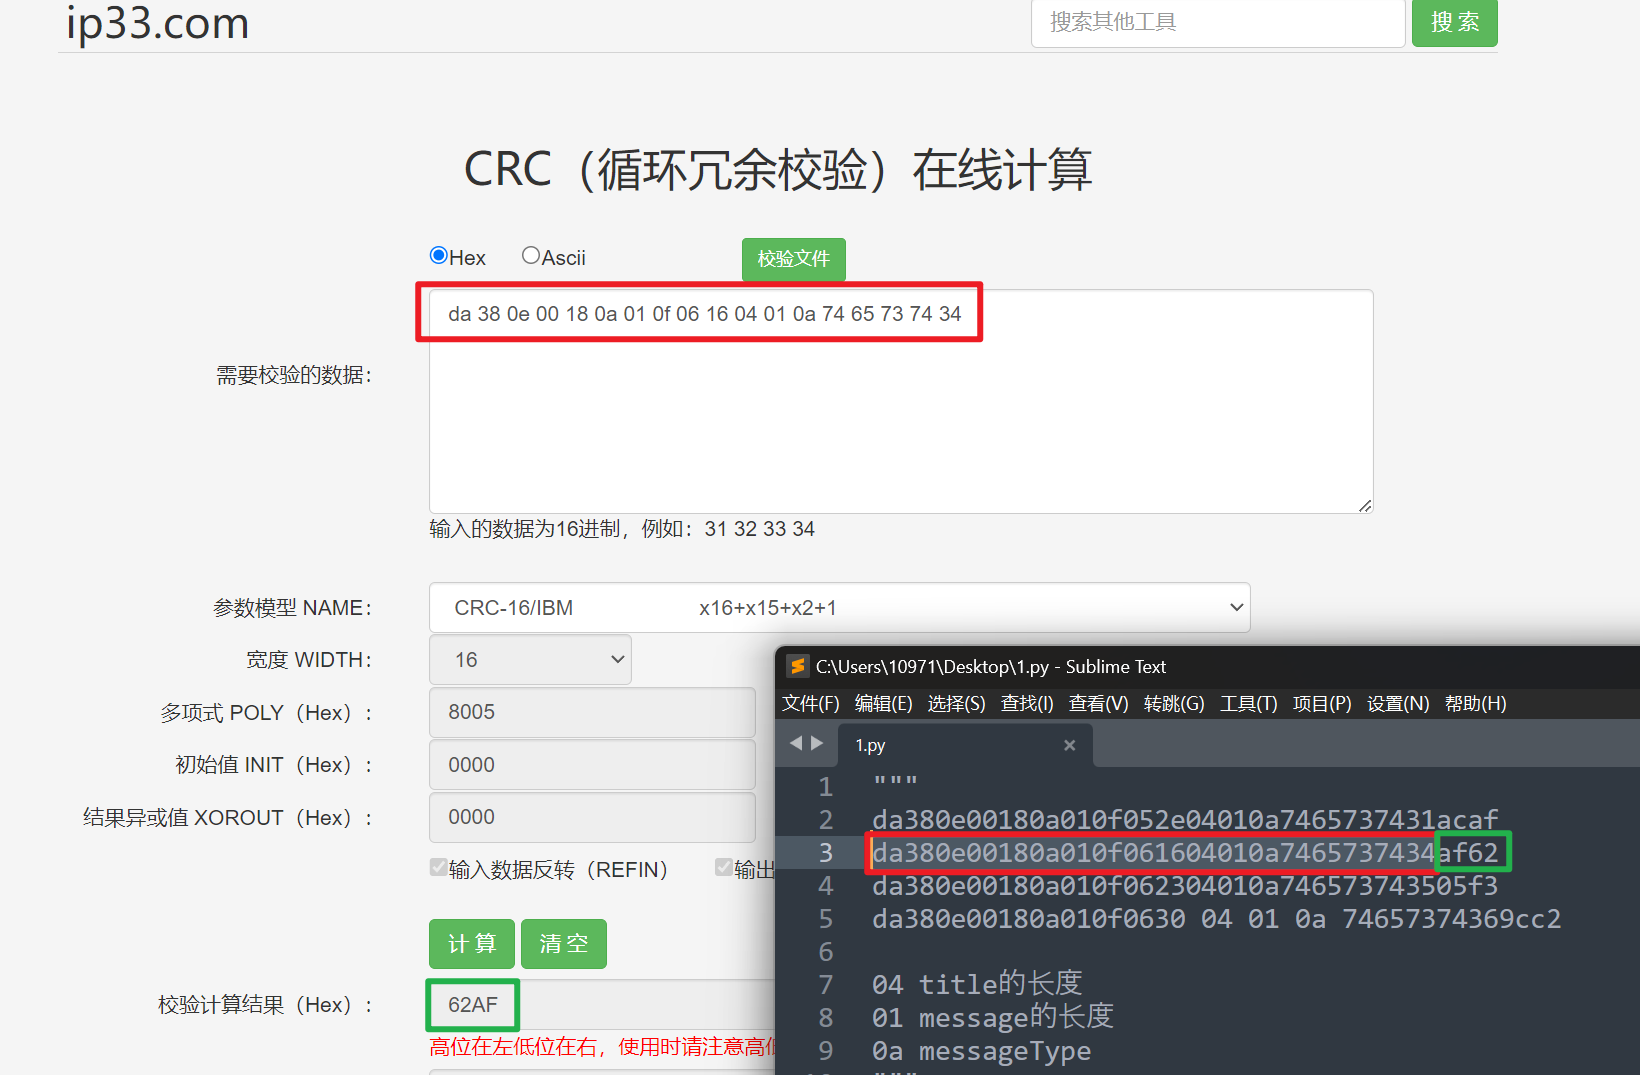 ip33.com
搜索其他工具
搜 索
CRC（循环冗余校验）在线计算
Hex
Ascii
校验文件
需要校验的数据：
da 38 0e 00 18 0a 01 0f 06 16 04 01 0a 74 65 73 74 34
输入的数据为16进制，例如：31 32 33 34
参数模型 NAME：
CRC-16/IBM x16+x15+x2+1
宽度 WIDTH：
16
多项式 POLY（Hex）：
8005
初始值 INIT（Hex）：
0000
结果异或值 XOROUT（Hex）：
0000
输入数据反转（REFIN）
输出
计 算
清 空
校验计算结果（Hex）：
62AF
高位在左低位在右，使用时请注意高
C:\Users\10971\Desktop\1.py - Sublime Text
文件(F) 编辑(E) 选择(S) 查找(I) 查看(V) 转跳(G) 工具(T) 项目(P) 设置(N) 帮助(H)
1.py
1 """
2 da380e00180a010f052e04010a7465737431acaf
3 da380e00180a010f061604010a7465737434af62
4 da380e00180a010f062304010a746573743505f3
5 da380e00180a010f0630 04 01 0a 74657374369cc2
6
7 04 title的长度
8 01 message的长度
9 0a messageType